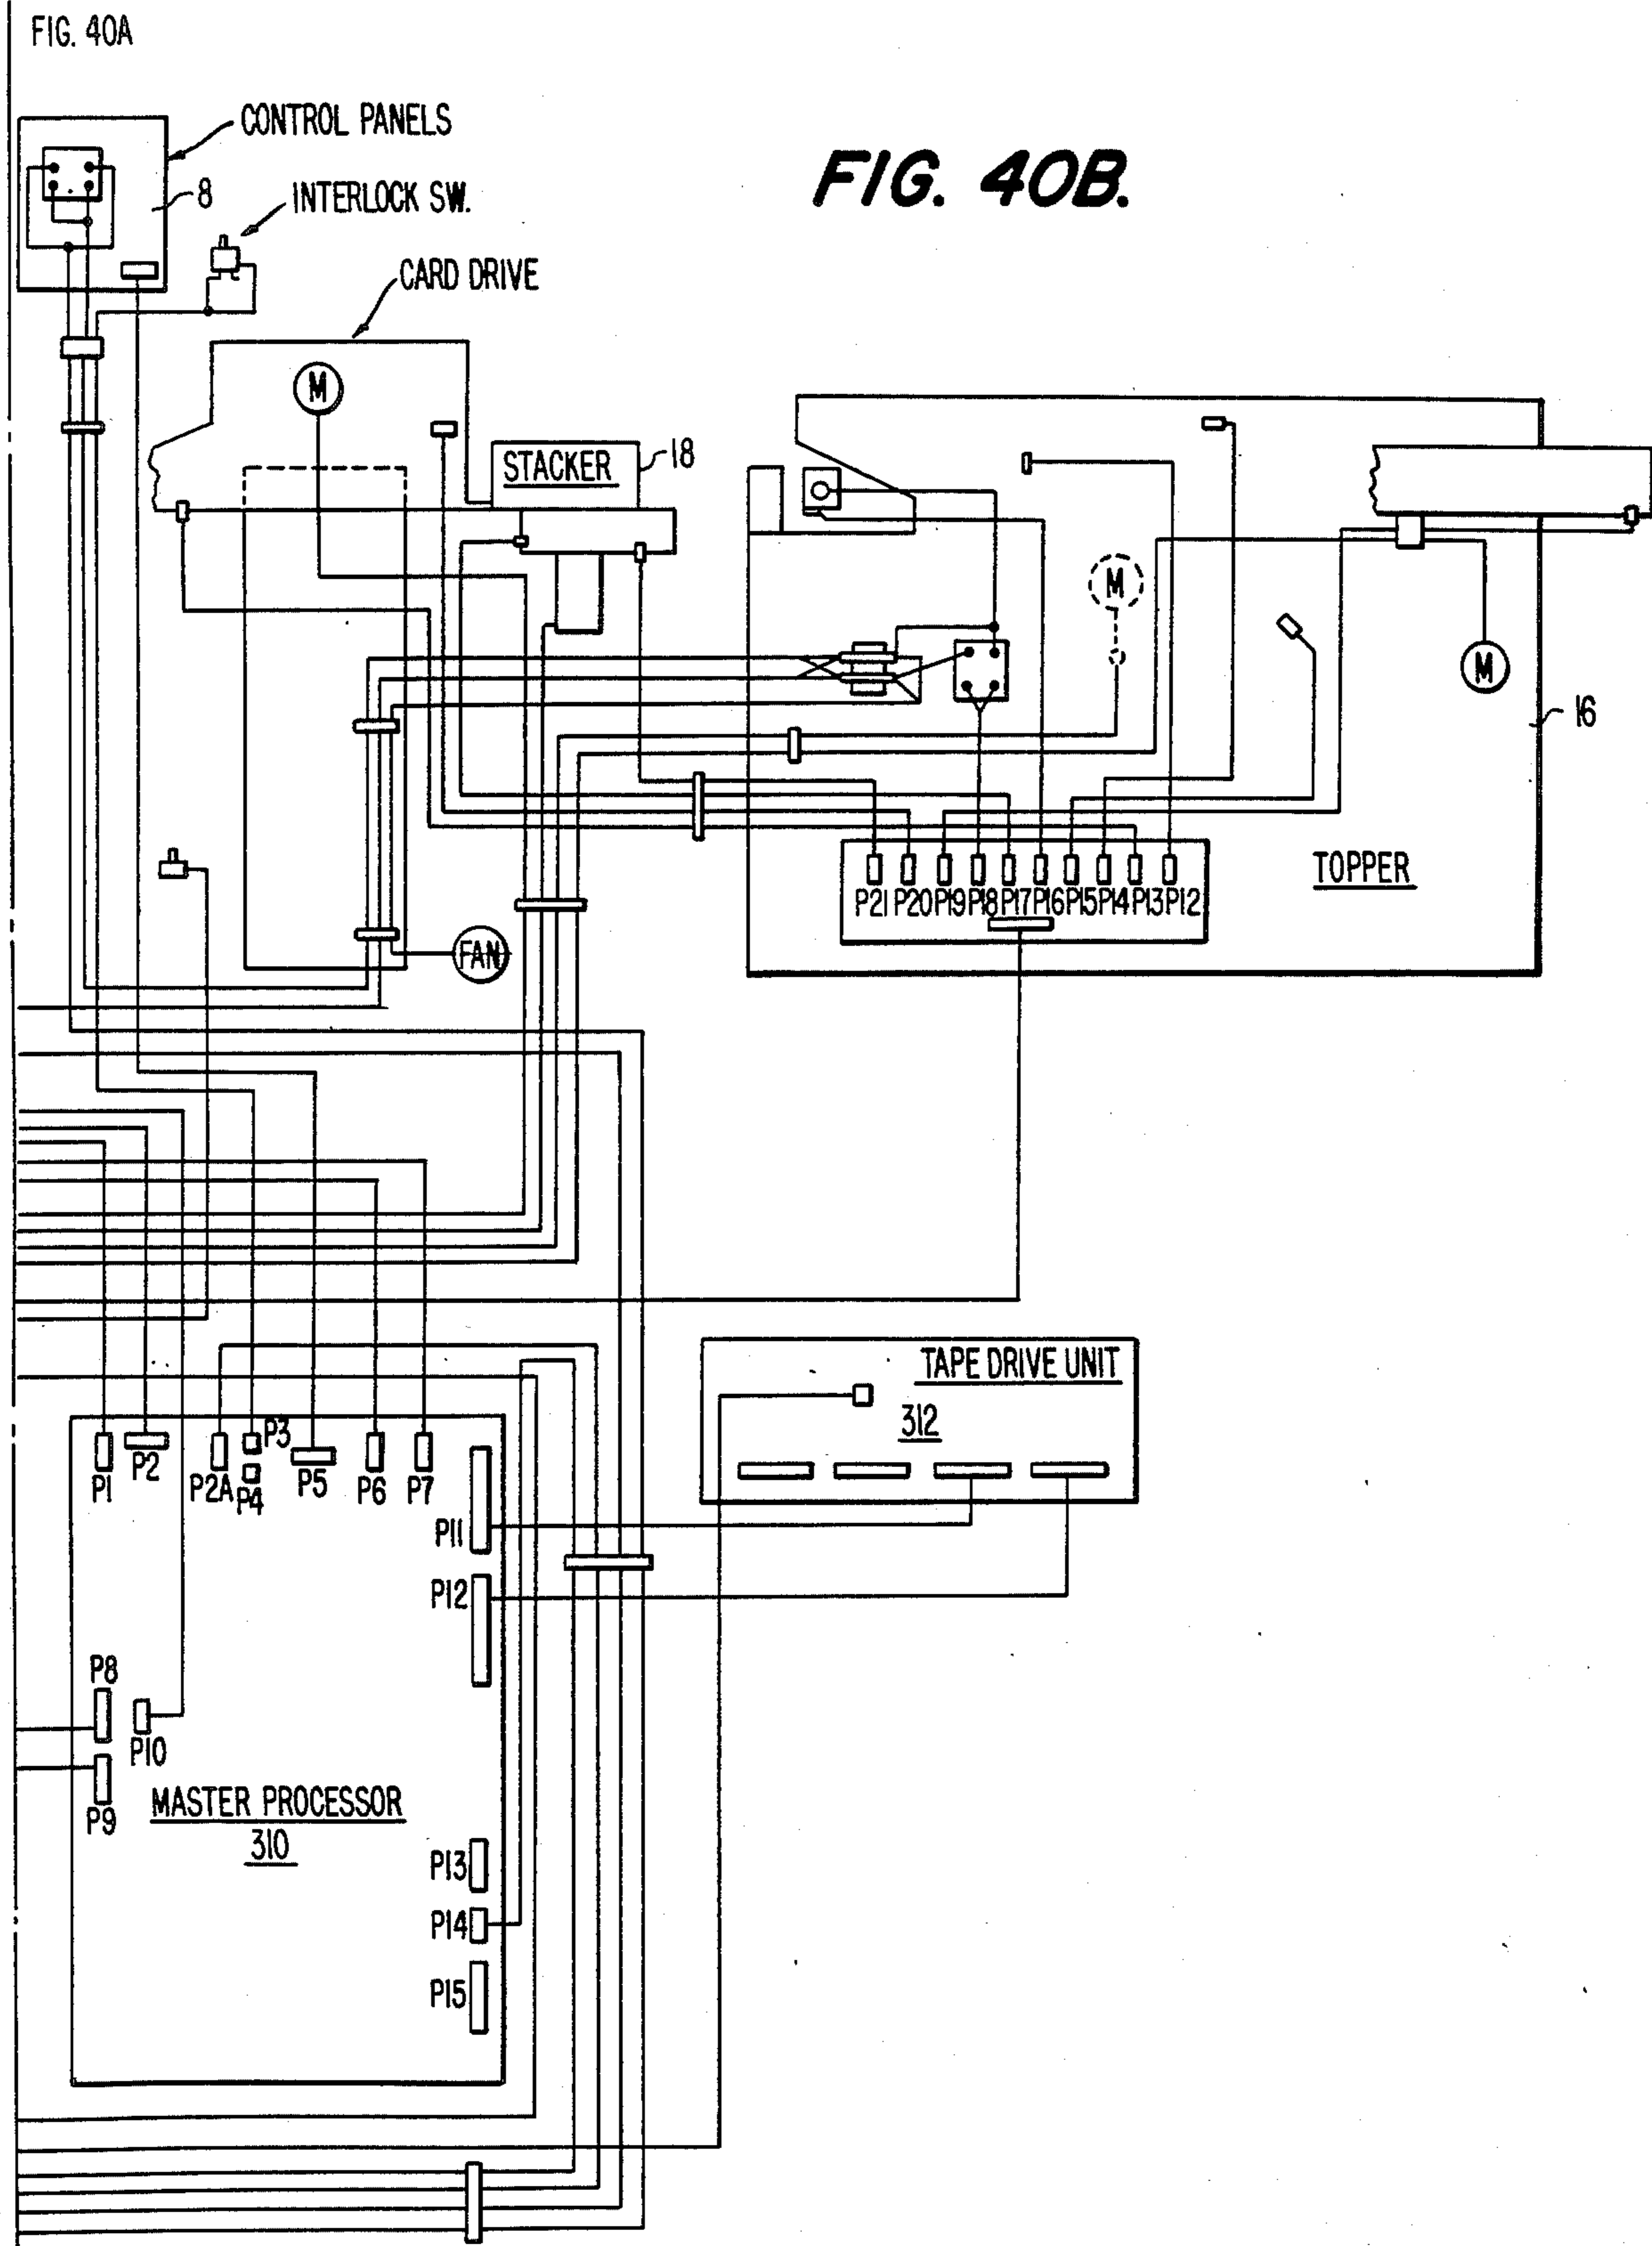 FIG. 40A
CONTROL PANELS
FIG. 40B.
8
INTERLOCK SW.
CARD DRIVE
M
STACKER
18
M
M
16
TOPPER
P21 P20 P19 P18 P17 P16 P15 P14 P13 P12
FAN
TAPE DRIVE UNIT
312
P1
P2
P2A
P3
P4
P5
P6
P7
P11
P12
P8
P10
P9
MASTER PROCESSOR
310
P13
P14
P15